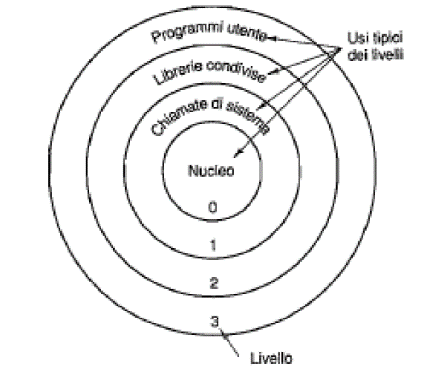 Programmi utente
Usi tipici
dei livelli
Librerie condivise
Chiamate di sistema
Nucleo
0
1
2
3
Livello